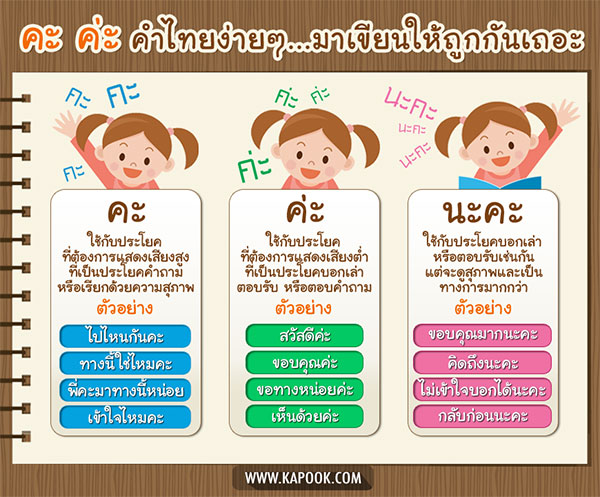 คะ ค่ะ คำไทยง่ายๆ...มาเขียนให้ถูกกันเถอะ
คะ คะ
คะ
ค่ะ ค่ะ
ค่ะ
นะคะ
นะคะ
นะคะ
คะ
ใช้กับประโยค
ที่ต้องการแสดงเสียงสูง
ที่เป็นประโยคคำถาม
หรือเรียกด้วยความสุภาพ
ตัวอย่าง
ไปไหนกันคะ
ทางนี้ใช่ไหมคะ
พี่คะมาทางนี้หน่อย
เข้าใจไหมคะ
ค่ะ
ใช้กับประโยค
ที่ต้องการแสดงเสียงต่ำ
ที่เป็นประโยคบอกเล่า
ตอบรับ หรือตอบคำถาม
ตัวอย่าง
สวัสดีค่ะ
ขอบคุณค่ะ
ขอทางหน่อยค่ะ
เห็นด้วยค่ะ
นะคะ
ใช้กับประโยคบอกเล่า
หรือตอบรับเช่นกัน
แต่จะดูสุภาพและเป็น
ทางการมากกว่า
ตัวอย่าง
ขอบคุณมากนะคะ
คิดถึงนะคะ
ไม่เข้าใจบอกได้นะคะ
กลับก่อนนะคะ
WWW.KAPOOK.COM